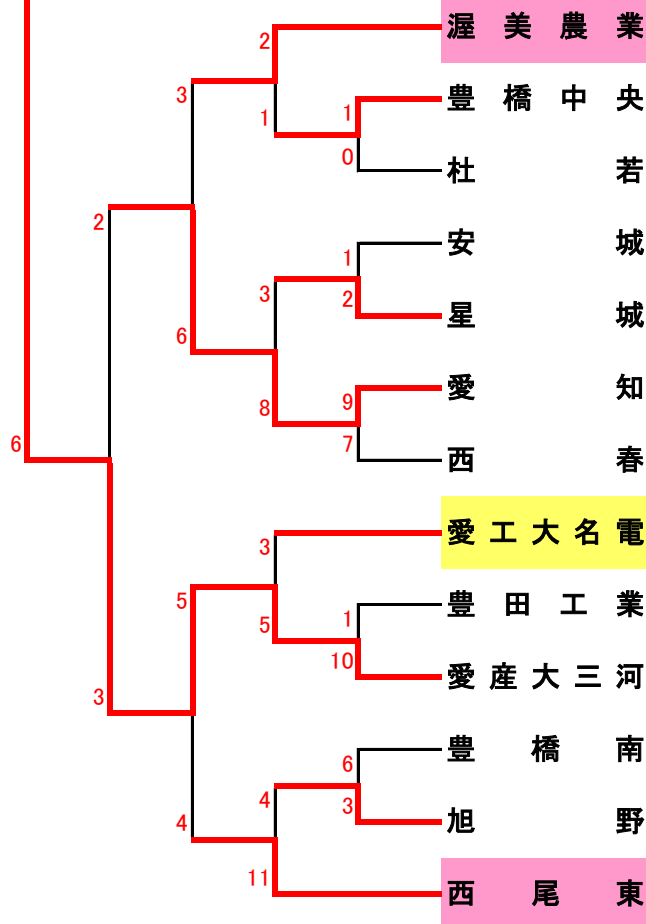 渥美農業
2
3
豊橋中央
1
1
0
杜若
2
安城
1
3
2
星城
6
愛知
9
8
7
西春
6
愛工大名電
3
5
豊田工業
1
5
10
愛産大三河
3
豊橋南
6
4
3
旭野
4
11
西尾東